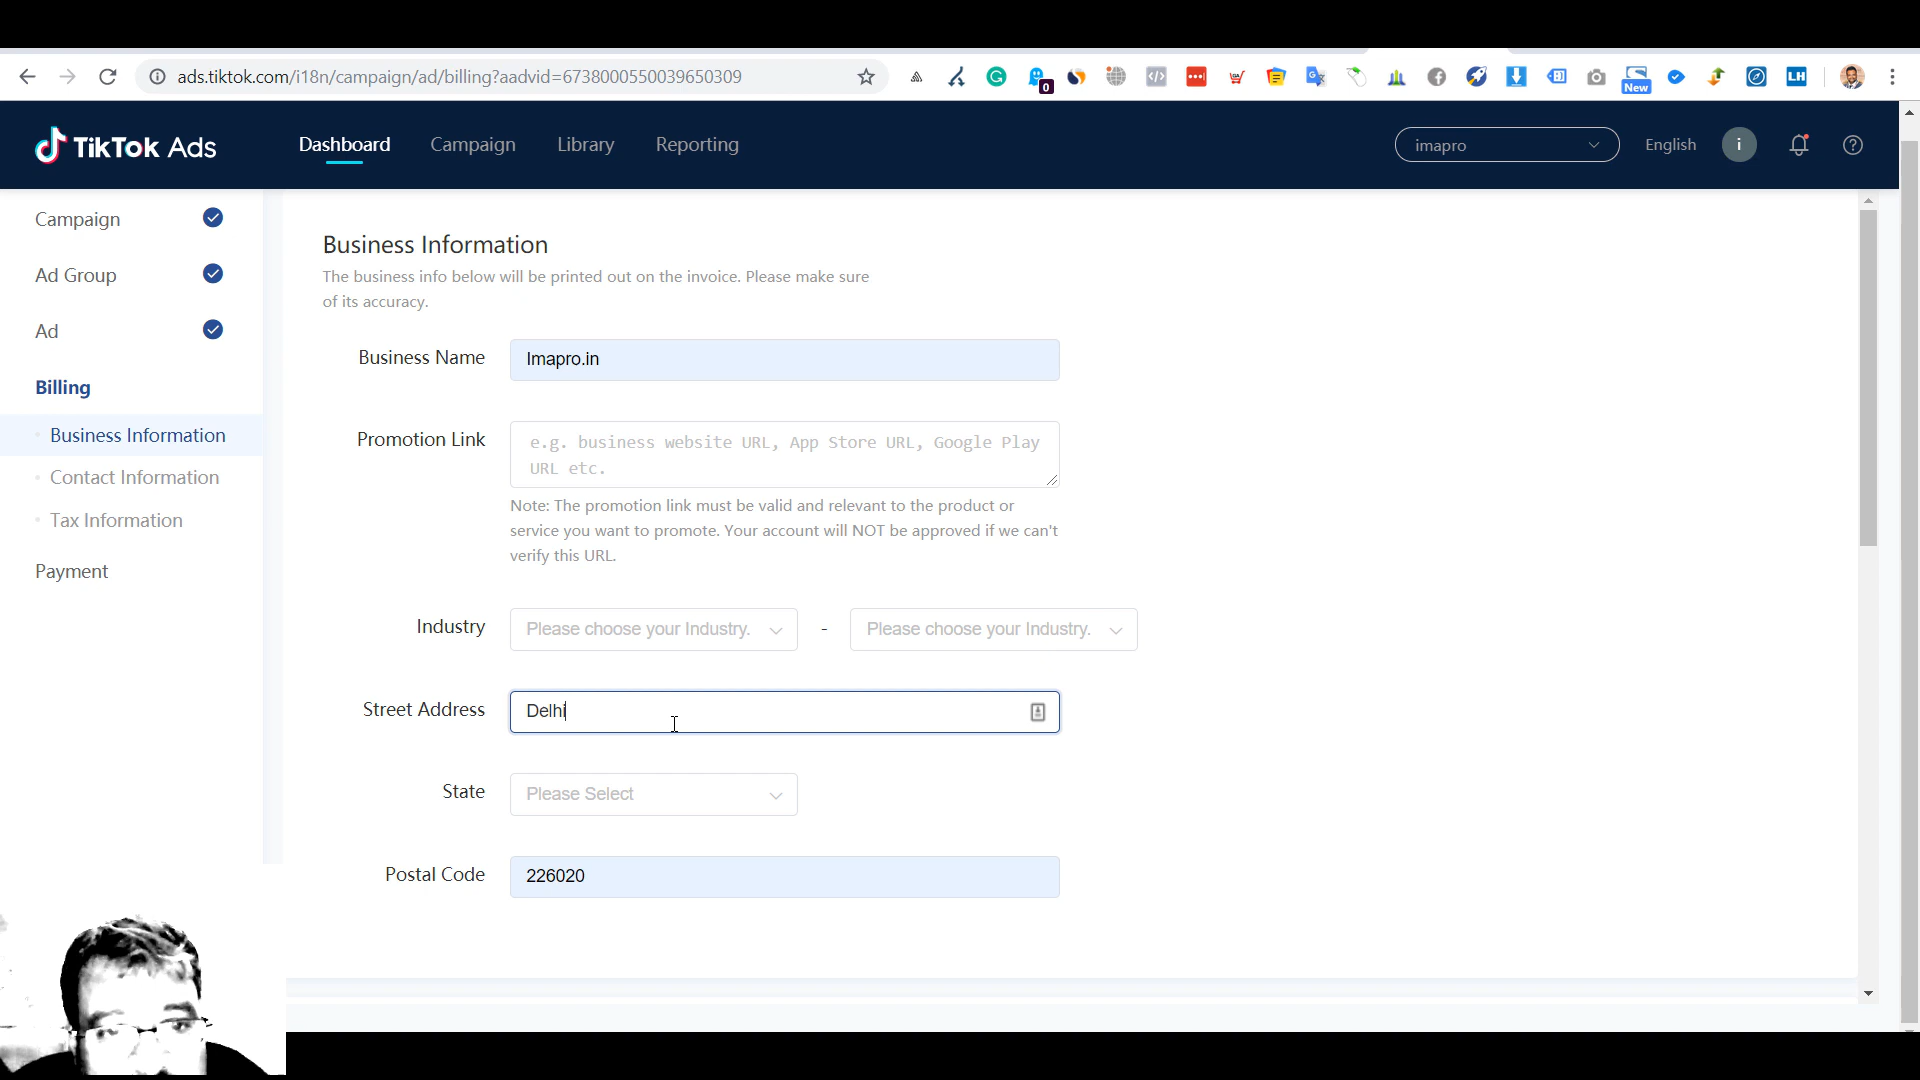 ads.tiktok.com/i18n/campaign/ad/billing?aadvid=6738000550039650309
0
New
LH
TikTok Ads
Dashboard
Campaign
Library
Reporting
imapro
English
i
Campaign
Ad Group
Ad
Billing
Business Information
Contact Information
Tax Information
Payment
Business Information
The business info below will be printed out on the invoice. Please make sure
of its accuracy.
Business Name
Imapro.in
Promotion Link
e.g. business website URL, App Store URL, Google Play
URL etc.
Note: The promotion link must be valid and relevant to the product or
service you want to promote. Your account will NOT be approved if we can't
verify this URL.
Industry
Please choose your Industry.
-
Please choose your Industry.
Street Address
Delhi
State
Please Select
Postal Code
226020